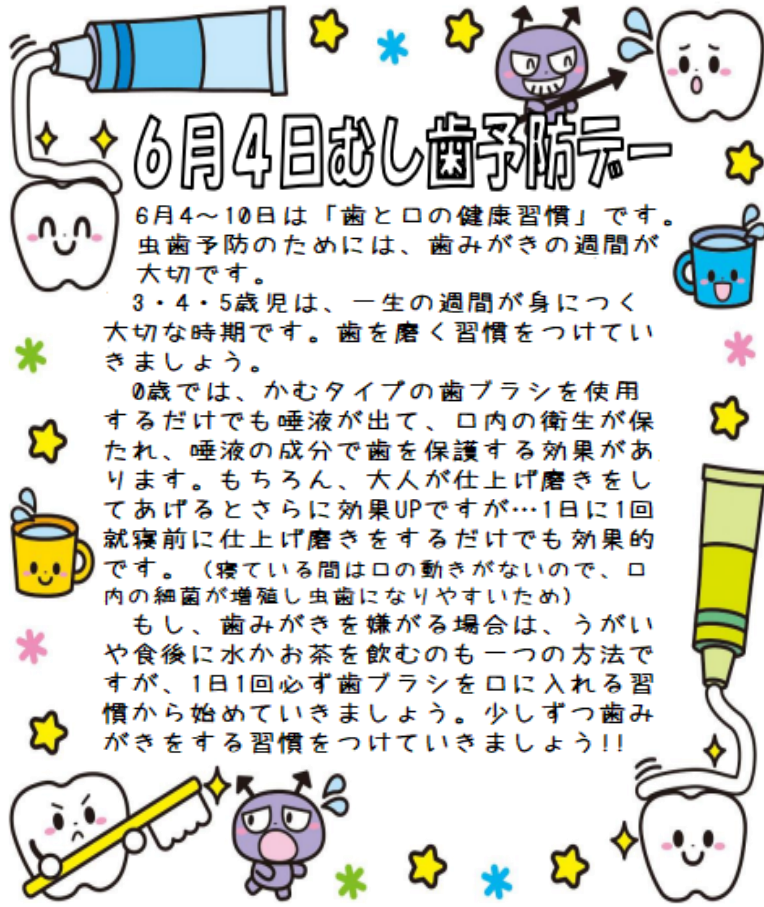 6月4日むし歯予防デー
6月4～10日は「歯と口の健康習慣」です。
虫歯予防のためには、歯みがきの週間が
大切です。
3・4・5歳児は、一生の週間が身につく
大切な時期です。歯を磨く習慣をつけてい
きましょう。
0歳では、かむタイプの歯ブラシを使用
するだけでも唾液が出て、口内の衛生が保
たれ、唾液の成分で歯を保護する効果があ
ります。もちろん、大人が仕上げ磨きをし
てあげるとさらに効果UPですが…1日に1回
就寝前に仕上げ磨きをするだけでも効果的
です。（寝ている間は口の動きがないので、口
内の細菌が増殖し虫歯になりやすいため）
もし、歯みがきを嫌がる場合は、うがい
や食後に水かお茶を飲むのも一つの方法で
すが、1日1回必ず歯ブラシを口に入れる習
慣から始めていきましょう。少しずつ歯み
がきをする習慣をつけていきましょう!!